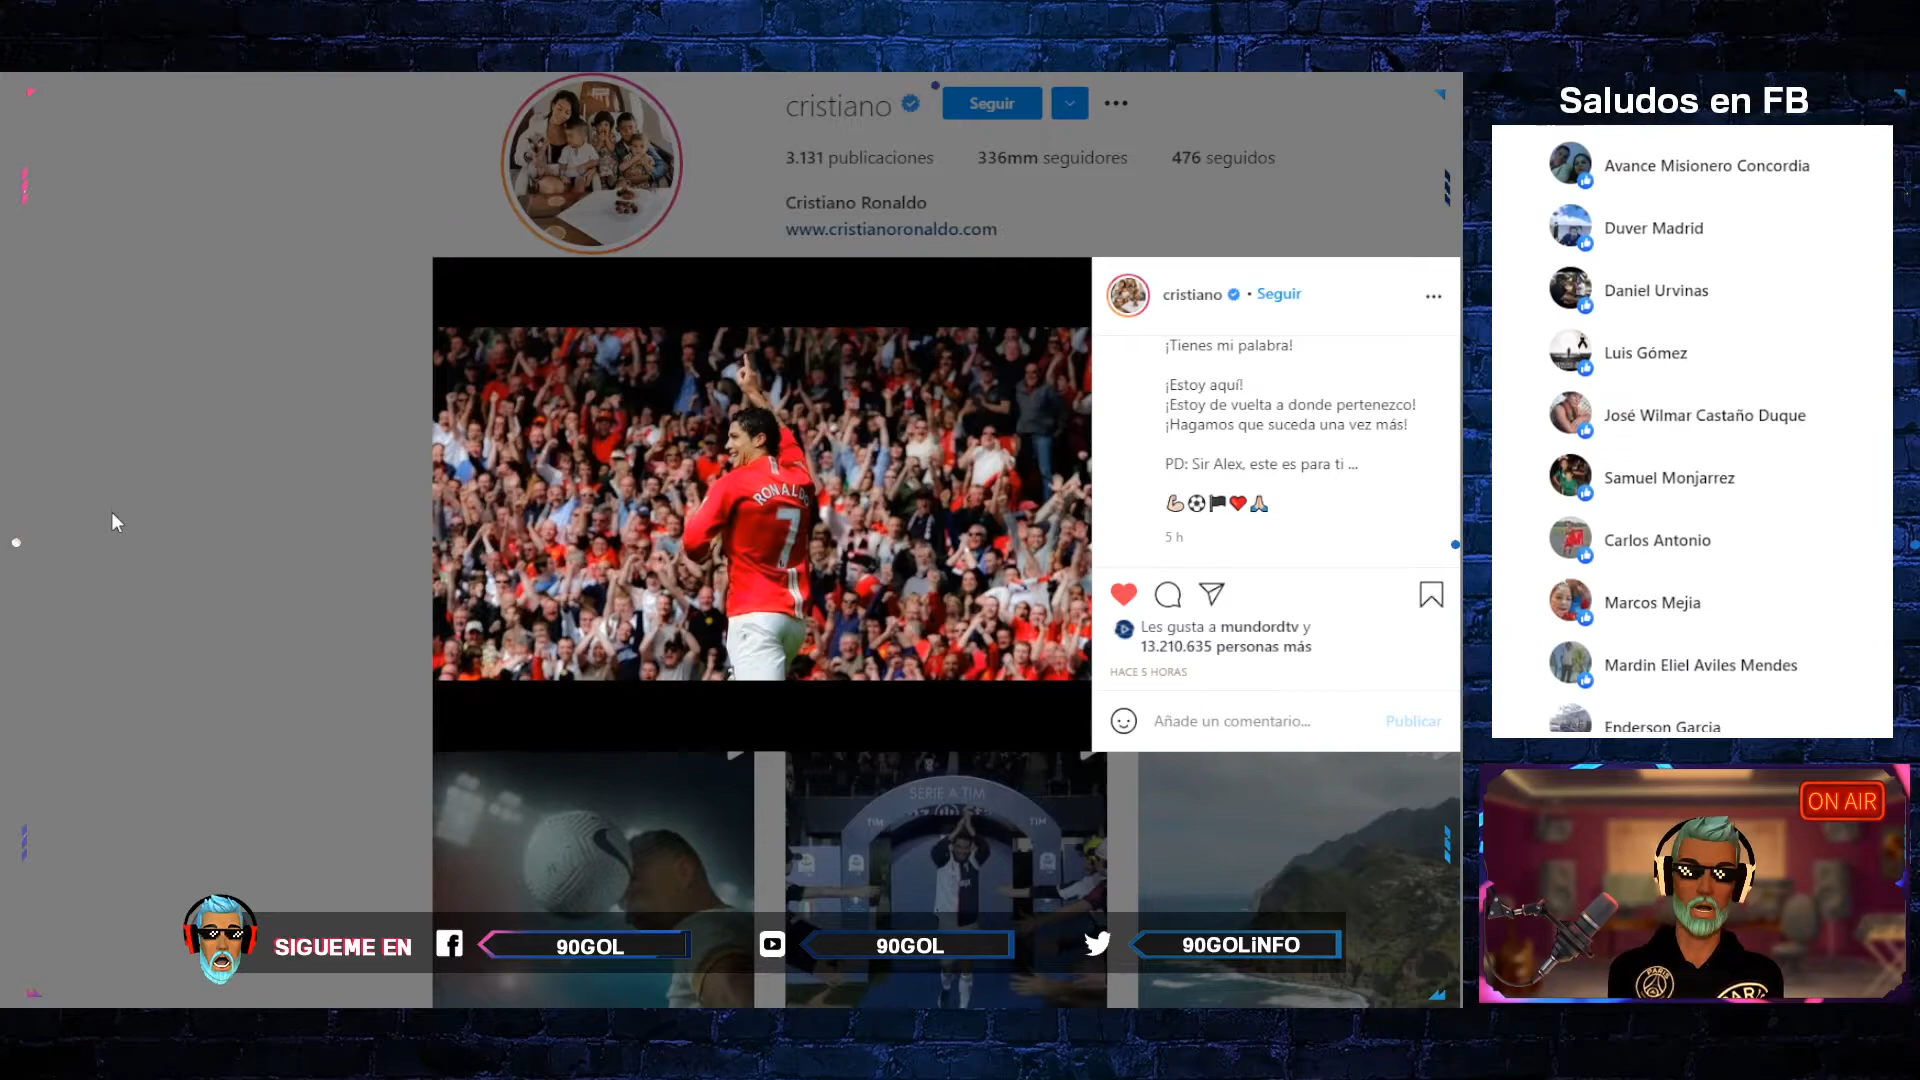 cristiano
Seguir
3.131 publicaciones
336mm seguidores
476 seguidos
Cristiano Ronaldo
www.cristianoronaldo.com
cristiano • Seguir
¡Tienes mi palabra!
¡Estoy aquí!
¡Estoy de vuelta a donde pertenezco!
¡Hagamos que suceda una vez más!
PD: Sir Alex, este es para ti ...
5 h
Les gusta a mundordtv y
13.210.635 personas más
HACE 5 HORAS
Añade un comentario...
Publicar
RONALDO
7
SERIE A TIM
TIM
TIM
SIGUEME EN
90GOL
90GOL
90GOLiNFO
Saludos en FB
Avance Misionero Concordia
Duver Madrid
Daniel Urvinas
Luis Gómez
José Wilmar Castaño Duque
Samuel Monjarrez
Carlos Antonio
Marcos Mejia
Mardin Eliel Aviles Mendes
Enderson Garcia
ON AIR
PARIS